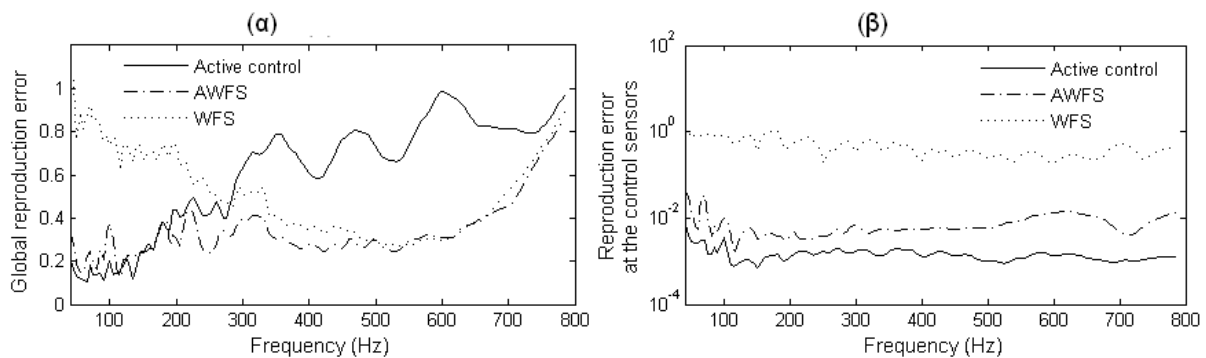 (α)
Global reproduction error
1
0.8
0.6
0.4
0.2
0
Active control
AWFS
WFS
100 200 300 400 500 600 700 800
Frequency (Hz)
(β)
Reproduction error
at the control sensors
10^2
10^0
10^-2
10^-4
Active control
AWFS
WFS
100 200 300 400 500 600 700 800
Frequency (Hz)